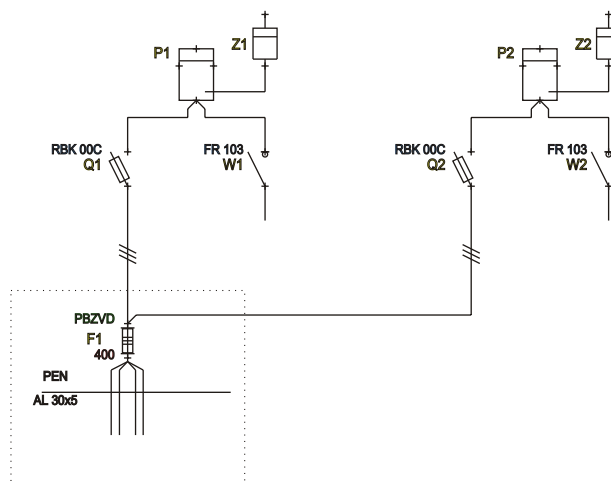 P1
Z1
P2
Z2
RBK 00C
Q1
FR 103
W1
RBK 00C
Q2
FR 103
W2
PBZVD
F1
400
PEN
AL 30x5